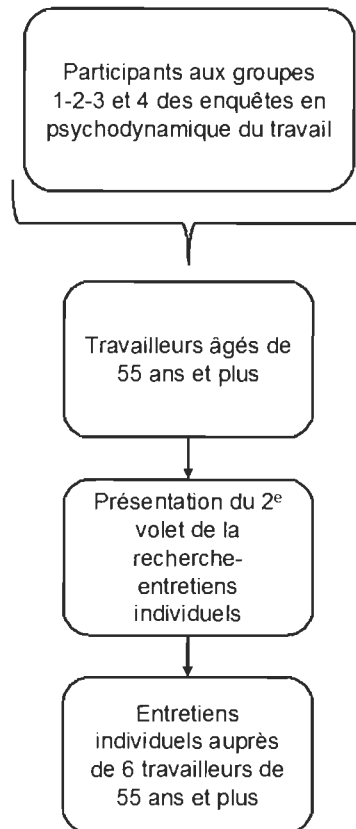 Participants aux groupes
1-2-3 et 4 des enquêtes en
psychodynamique du travail
Travailleurs âgés de
55 ans et plus
Présentation du 2e
volet de la
recherche-
entretiens
individuels
Entretiens
individuels auprès
de 6 travailleurs de
55 ans et plus